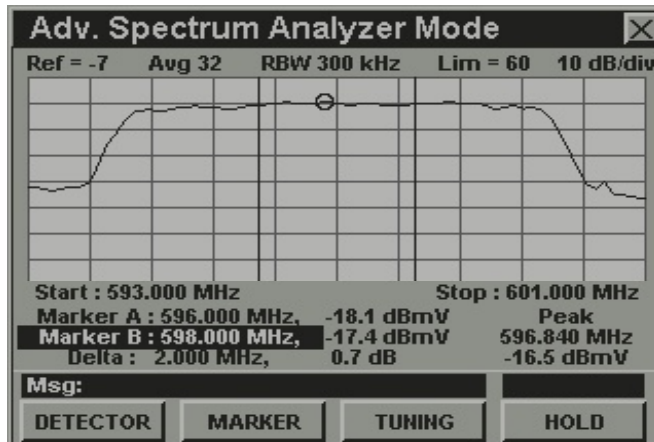 Adv. Spectrum Analyzer Mode
Ref = -7 Avg 32 RBW 300 kHz Lim = 60 10 dB/div
Start : 593.000 MHz Stop : 601.000 MHz
Marker A : 596.000 MHz, -18.1 dBmV Peak
Marker B : 598.000 MHz, -17.4 dBmV 596.840 MHz
Delta : 2.000 MHz, 0.7 dB -16.5 dBmV
Msg:
DETECTOR MARKER TUNING HOLD